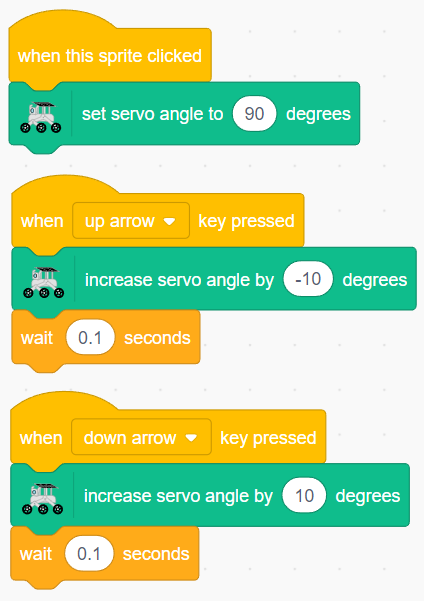 when this sprite clicked
set servo angle to 90 degrees
when up arrow key pressed
increase servo angle by -10 degrees
wait 0.1 seconds
when down arrow key pressed
increase servo angle by 10 degrees
wait 0.1 seconds